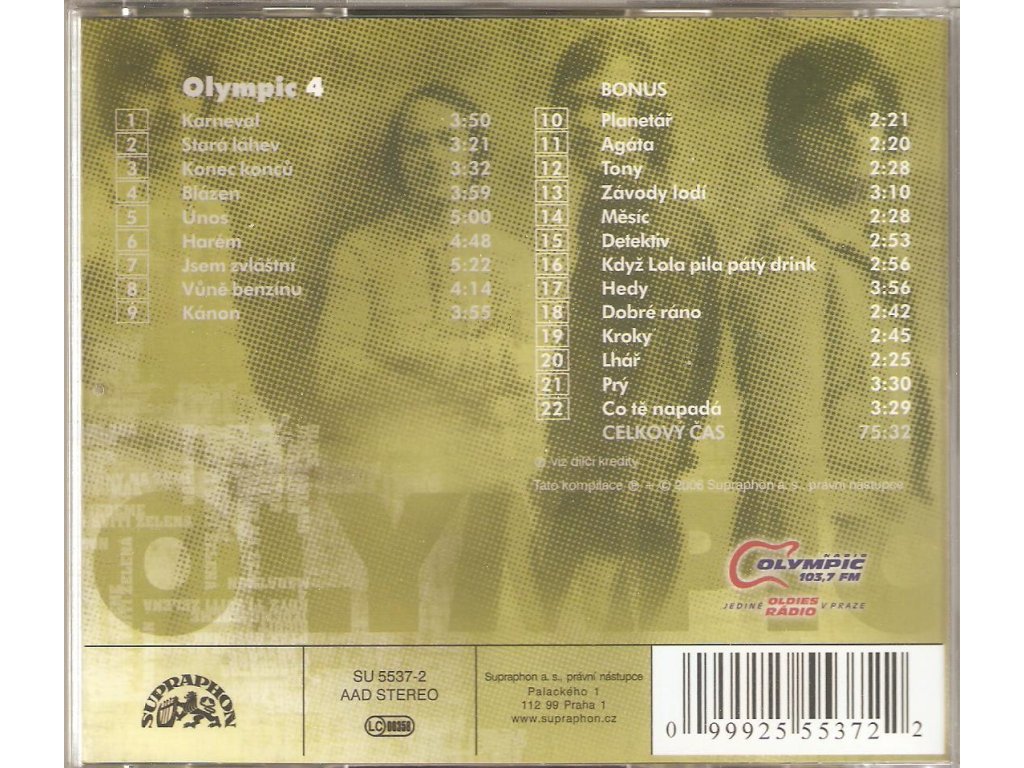 Olympic 4
1 Karneval 3:50
2 Stará láhev 3:21
3 Konec konců 3:32
4 Blázen 3:59
5 Únos 5:00
6 Harém 4:48
7 Jsem zvláštní 5:22
8 Vůně benzínu 4:14
9 Kánon 3:55
BONUS
10 Planetář 2:21
11 Agáta 2:20
12 Tony 2:28
13 Závody lodí 3:10
14 Měsíc 2:28
15 Detektiv 2:53
16 Když Lola pila pátý drink 2:56
17 Hedy 3:56
18 Dobré ráno 2:42
19 Kroky 2:45
20 Lhář 2:25
21 Prý 3:30
22 Co tě napadá 3:29
CELKOVÝ ČAS 75:32
℗ viz dílčí kredity
Tato kompilace ℗ + © 2006 Supraphon a. s., právní nástupce
OLYMPIC
RADIO
OLYMPIC
103,7 FM
JEDINÉ OLDIES RÁDIO V PRAZE
SUPRAPHON
SU 5537-2
AAD STEREO
LC 00358
Supraphon a. s., právní nástupce
Palackého 1
112 99 Praha 1
www.supraphon.cz
0 99925 55372 2